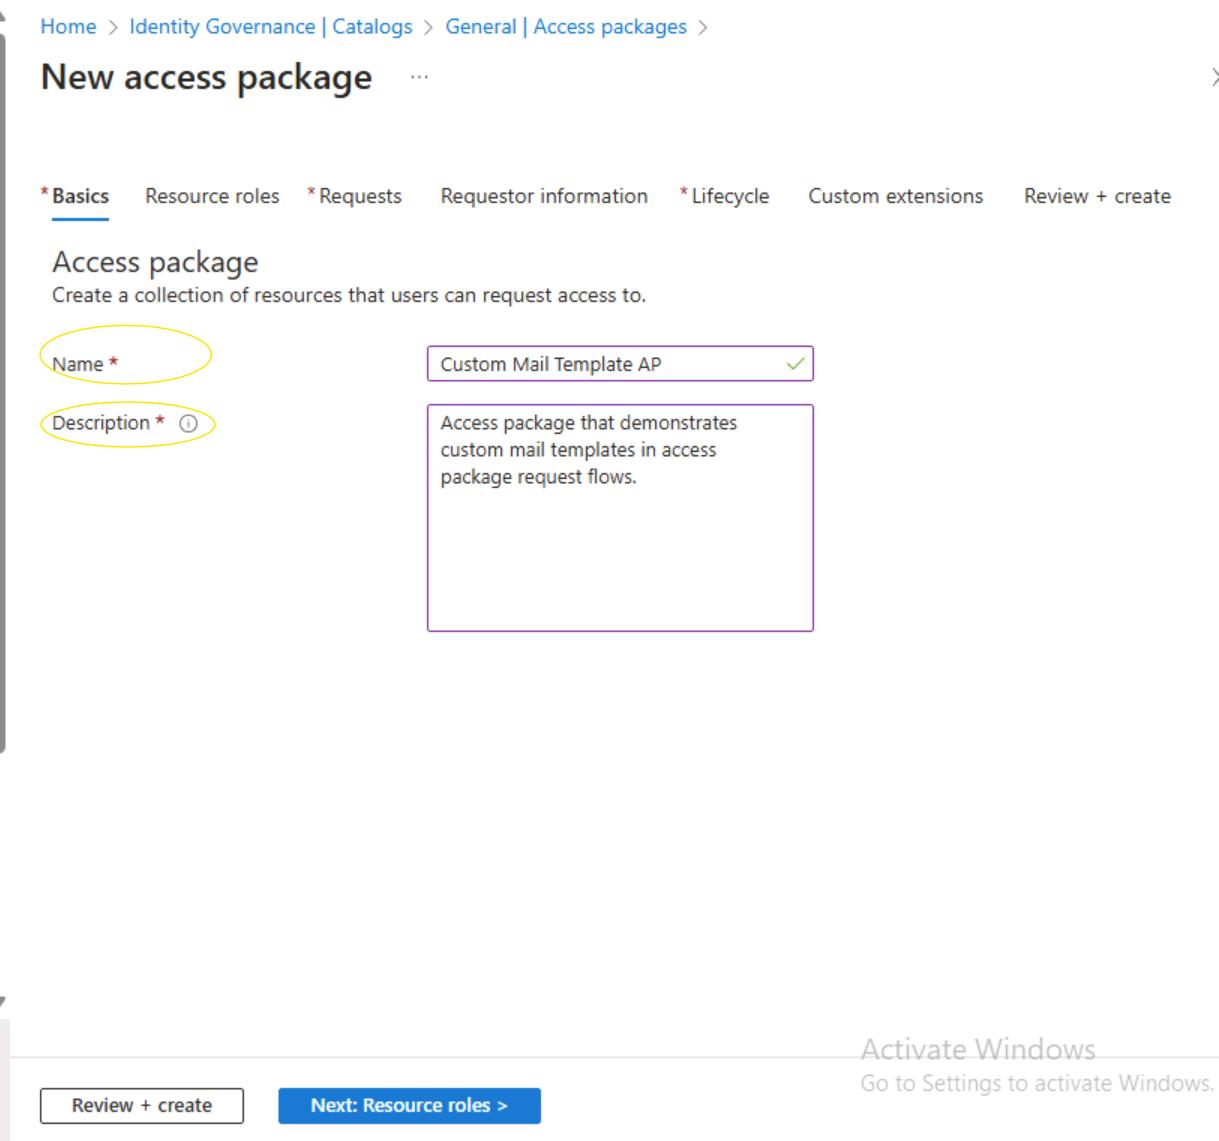 Home > Identity Governance | Catalogs > General | Access packages >
New access package ...
* Basics Resource roles * Requests Requestor information * Lifecycle Custom extensions Review + create
Access package
Create a collection of resources that users can request access to.
Name * Custom Mail Template AP
Description * Access package that demonstrates
custom mail templates in access
package request flows.
Activate Windows
Go to Settings to activate Windows.
Review + create Next: Resource roles >